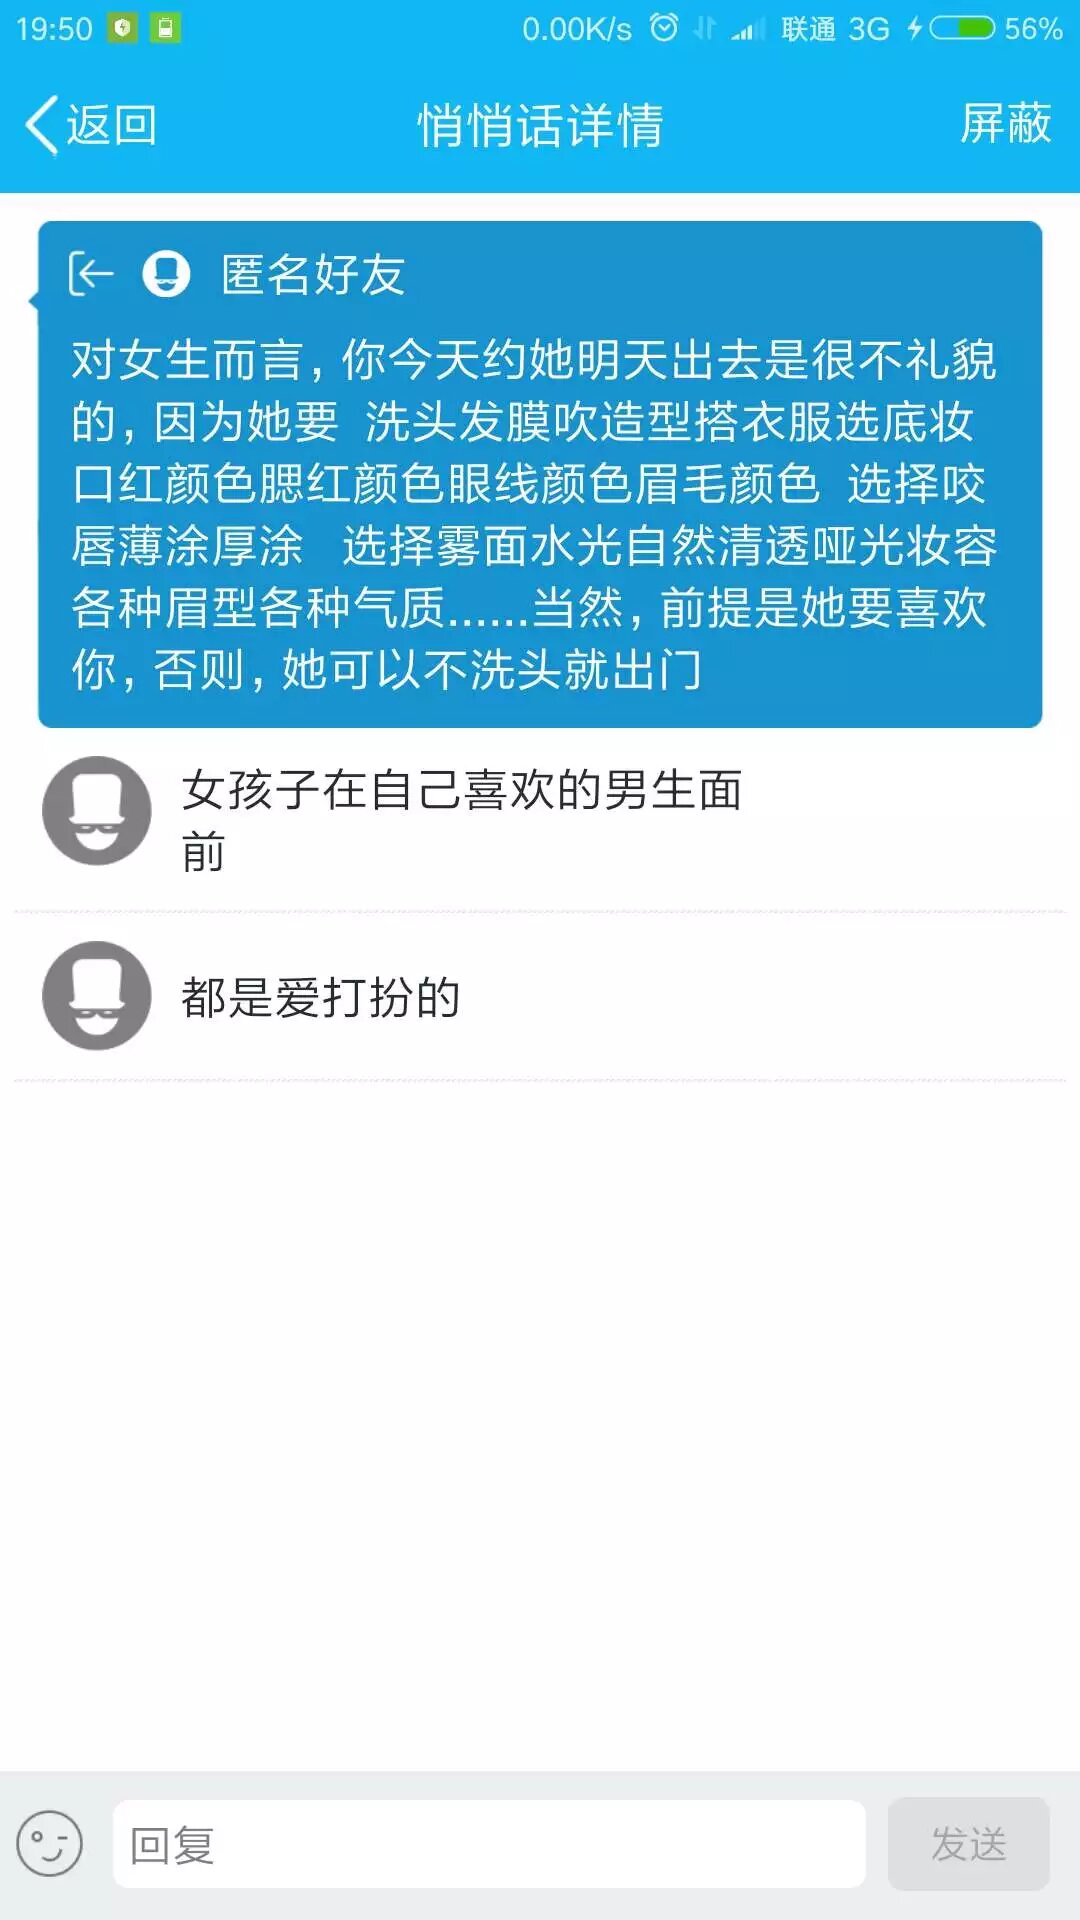 19:50 0.00K/s 联通 3G 56%
返回 悄悄话详情 屏蔽
匿名好友
对女生而言，你今天约她明天出去是很不礼貌
的，因为她要 洗头发膜吹造型搭衣服选底妆
口红颜色腮红颜色眼线颜色眉毛颜色 选择咬
唇薄涂厚涂 选择雾面水光自然清透哑光妆容
各种眉型各种气质......当然，前提是她要喜欢
你，否则，她可以不洗头就出门
女孩子在自己喜欢的男生面
前
都是爱打扮的
回复 发送